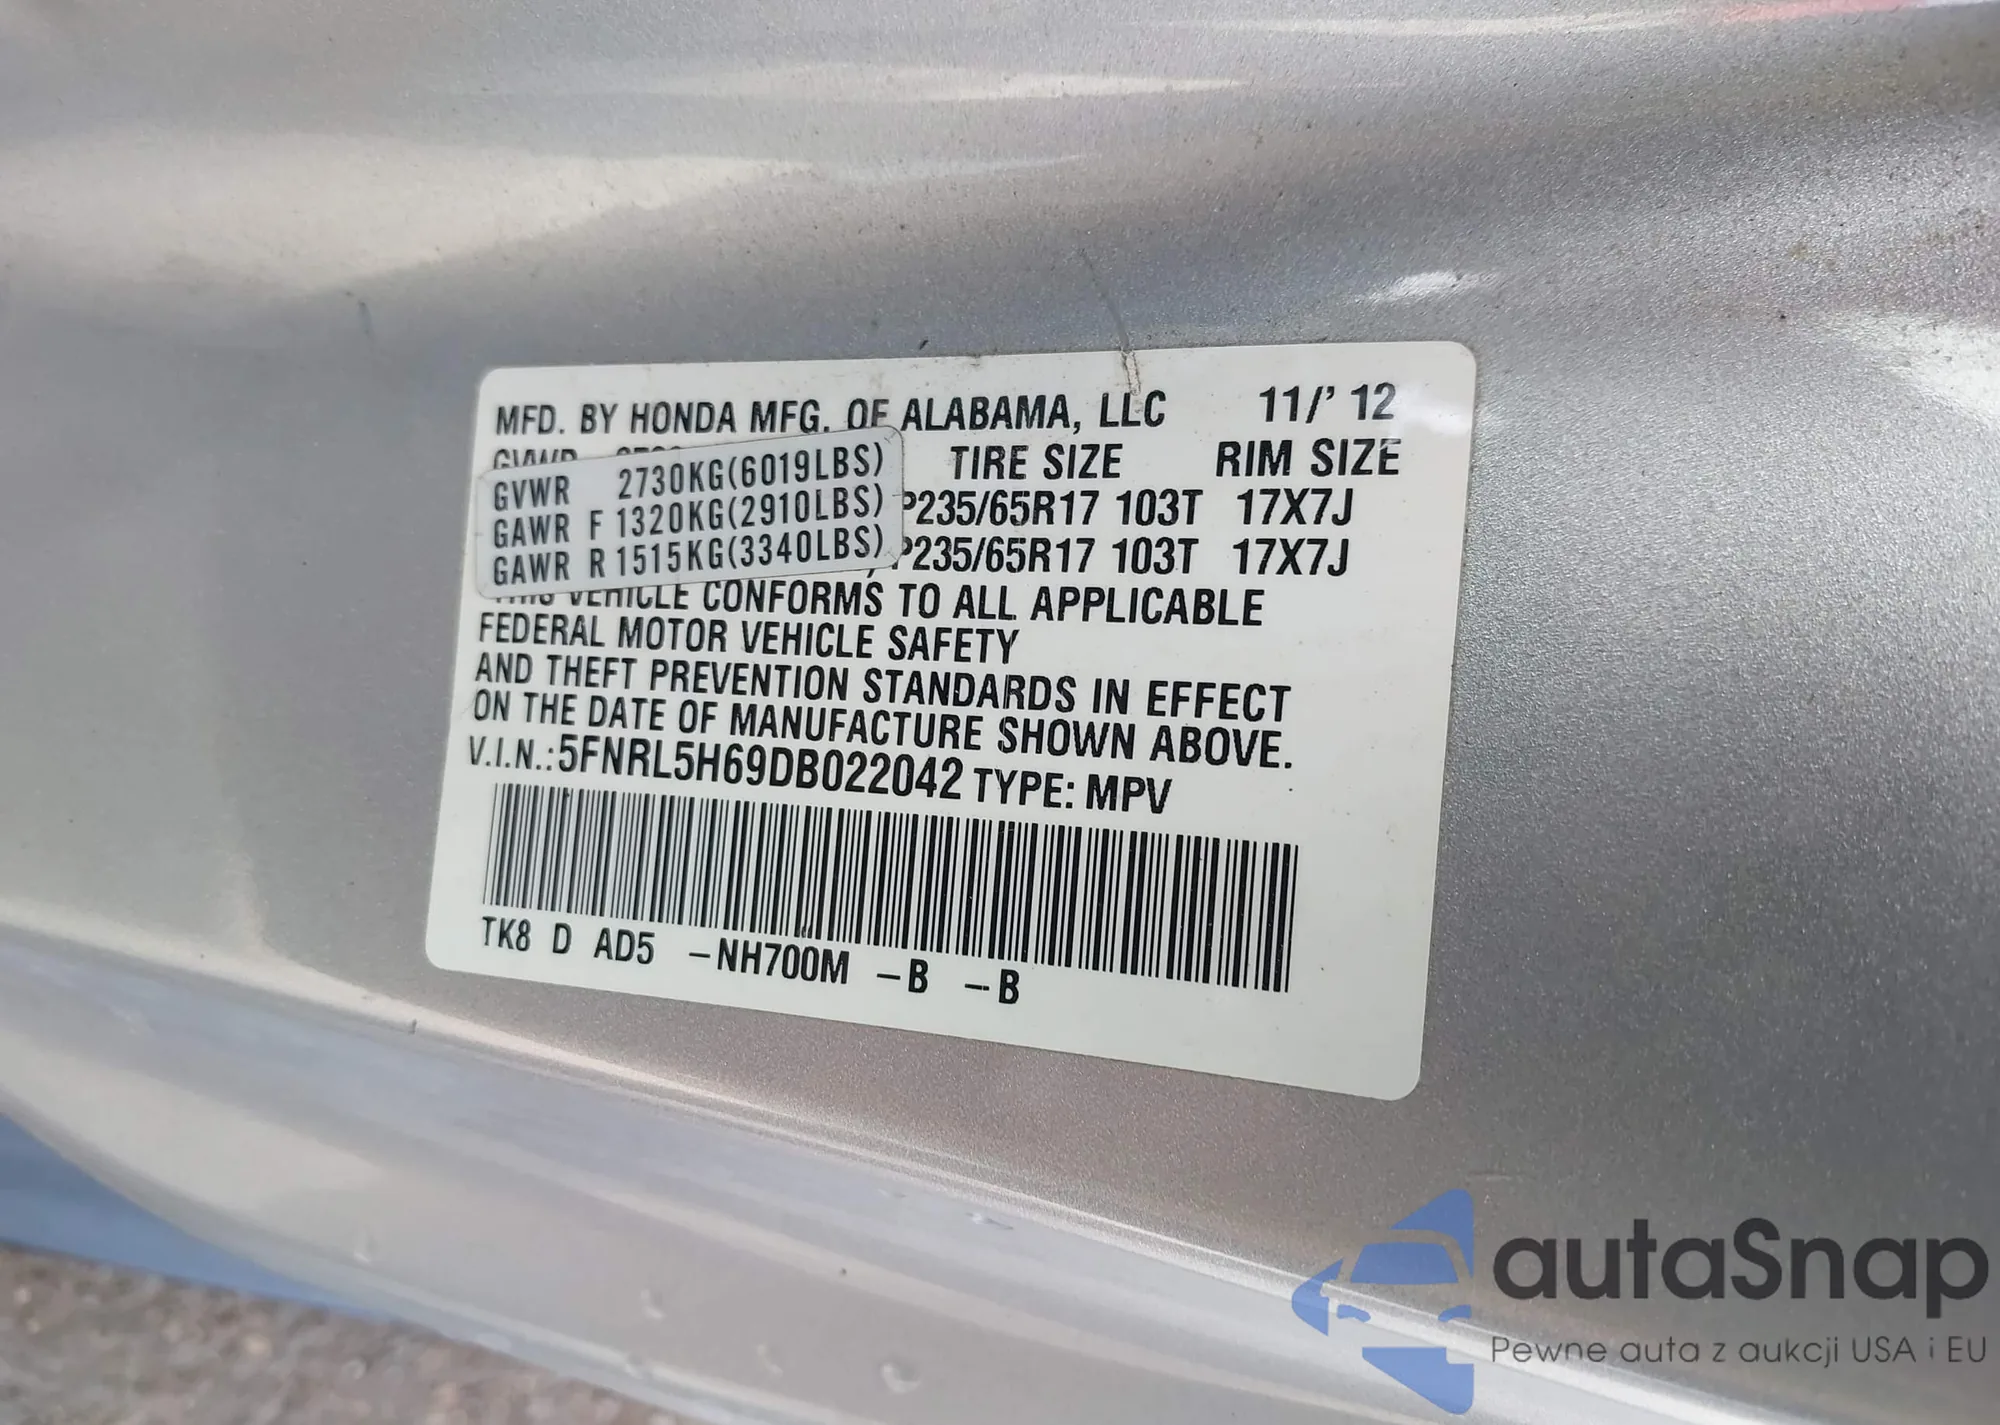 MFD. BY HONDA MFG. OF ALABAMA, LLC 11/' 12
TIRE SIZE RIM SIZE
GVWR 2730KG(6019LBS)
GAWR F 1320KG(2910LBS) P235/65R17 103T 17X7J
GAWR R 1515KG(3340LBS) P235/65R17 103T 17X7J
THIS VEHICLE CONFORMS TO ALL APPLICABLE
FEDERAL MOTOR VEHICLE SAFETY
AND THEFT PREVENTION STANDARDS IN EFFECT
ON THE DATE OF MANUFACTURE SHOWN ABOVE.
V.I.N.:5FNRL5H69DB022042 TYPE: MPV
TK8 D AD5 -NH700M -B -B
autaSnap
Pewne auta z aukcji USA i EU